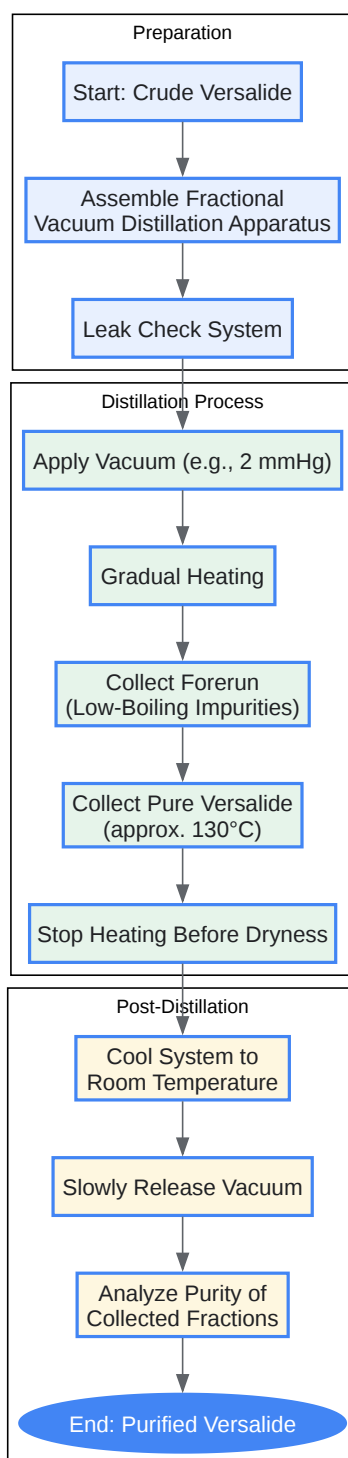 Preparation
Start: Crude Versalide
Assemble Fractional
Vacuum Distillation Apparatus
Leak Check System
Distillation Process
Apply Vacuum (e.g., 2 mmHg)
Gradual Heating
Collect Forerun
(Low-Boiling Impurities)
Collect Pure Versalide
(approx. 130°C)
Stop Heating Before Dryness
Post-Distillation
Cool System to
Room Temperature
Slowly Release Vacuum
Analyze Purity of
Collected Fractions
End: Purified Versalide